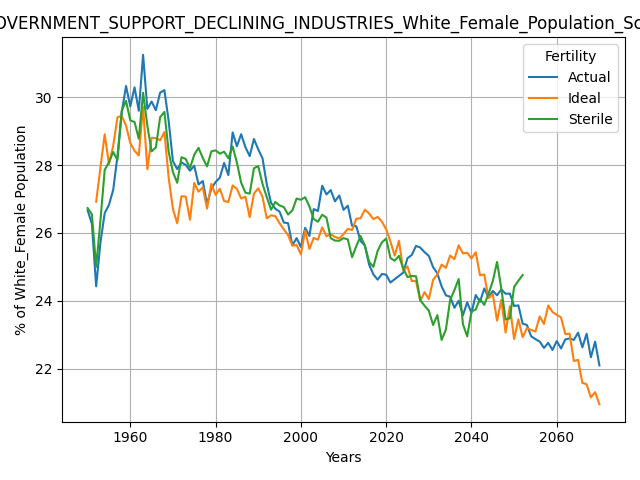 OVERNMENT_SUPPORT_DECLINING_INDUSTRIES_White_Female_Population_Sc
Fertility
Actual
Ideal
Sterile
% of White_Female Population
30
28
26
24
22
1960
1980
2000
2020
2040
2060
Years